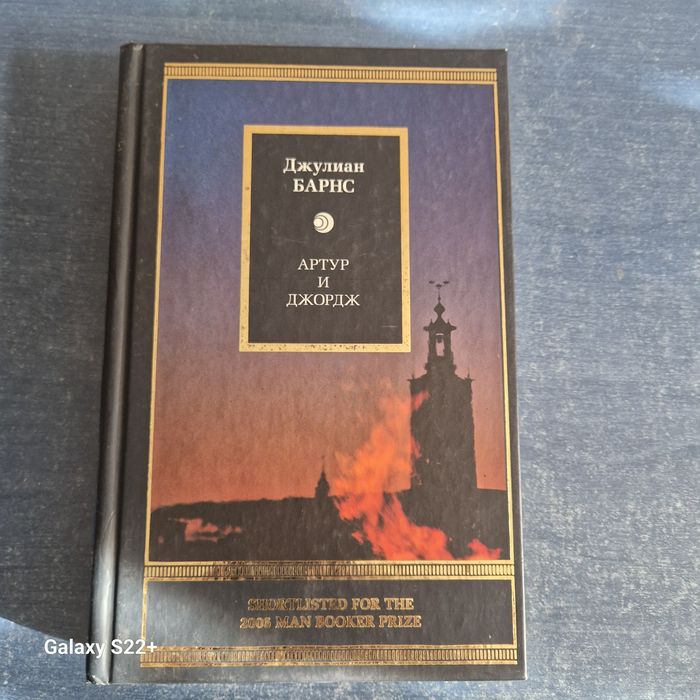 Джулиан
БАРНС
АРТУР
И
ДЖОРДЖ
SHORTLISTED FOR THE
2005 MAN BOOKER PRIZE
Galaxy S22+